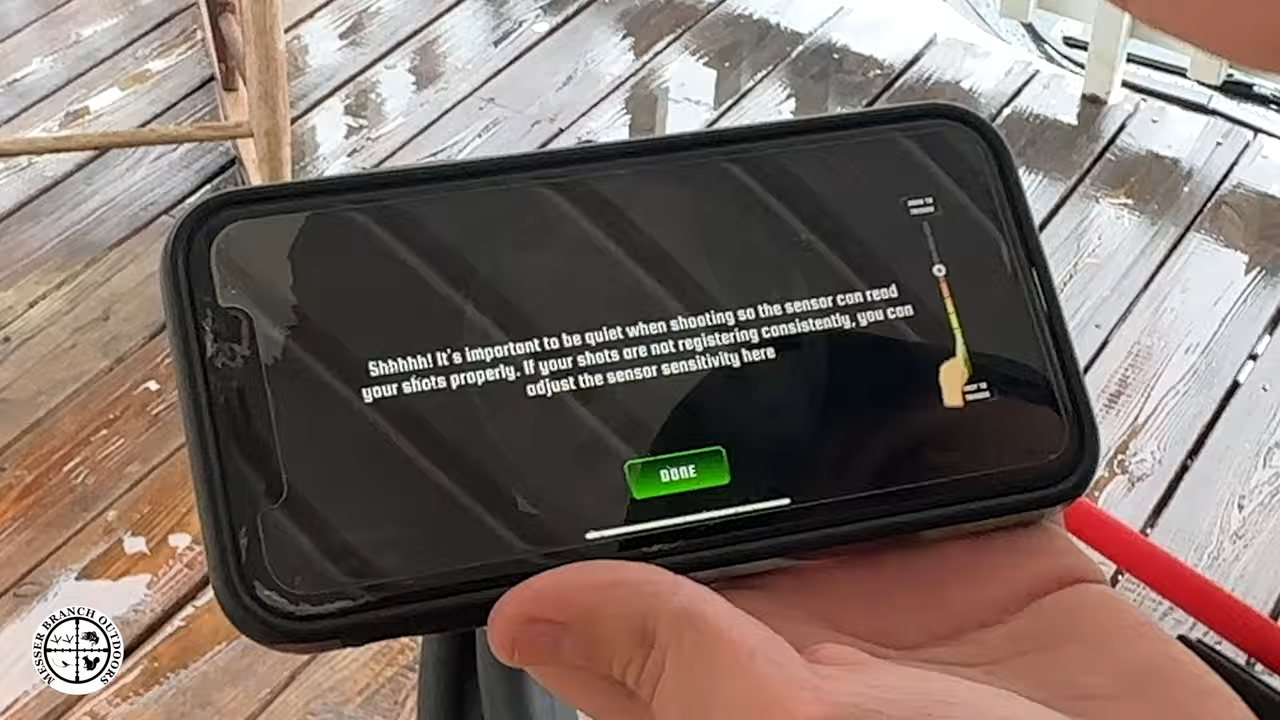 Shhhhh! It's important to be quiet when shooting so the sensor can read
your shots properly. If your shots are not registering consistently, you can
adjust the sensor sensitivity here
DONE
MESSER BRANCH OUTDOORS